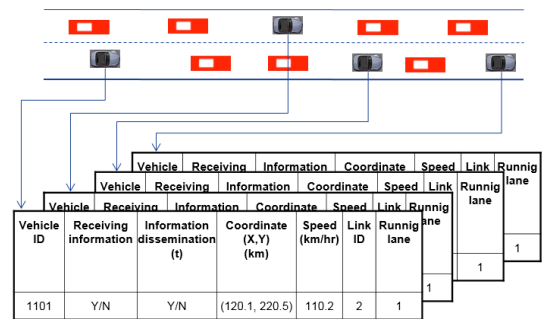 Vehicle Receiving Information Coordinate Speed Link Runnig
lane
1
Vehicle Receiving Information Coordinate Speed Link Runnig
lane
1
Vehicle Receiving Information Coordinate Speed Link Runnig
ane
1
Vehicle Receiving Information Coordinate Speed Link Runnig
ID information dissemination (X,Y) (km/hr) ID lane
(t) (km)
1101 Y/N Y/N (120.1, 220.5) 110.2 2 1